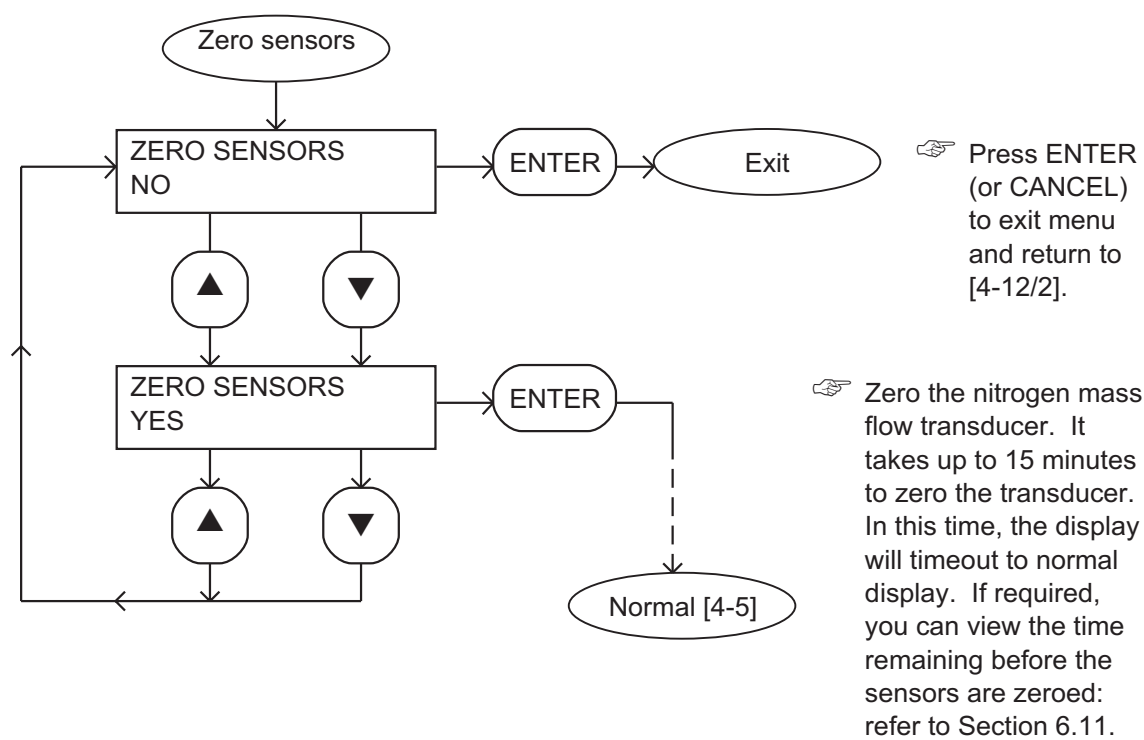 Zero sensors
ZERO SENSORS
NO
ENTER
Exit
☞ Press ENTER
(or CANCEL)
to exit menu
and return to
[4-12/2].
▲
▼
ZERO SENSORS
YES
ENTER
☞ Zero the nitrogen mass
flow transducer. It
takes up to 15 minutes
to zero the transducer.
In this time, the display
will timeout to normal
display. If required,
you can view the time
remaining before the
sensors are zeroed:
refer to Section 6.11.
▲
▼
Normal [4-5]